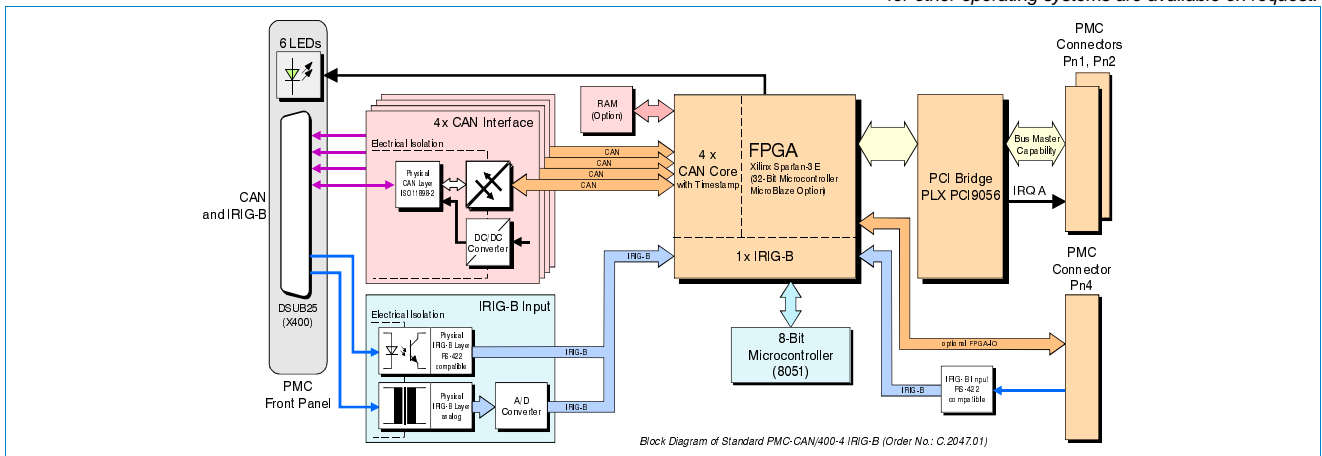 for other operating systems are available on request.
6 LEDs
CAN
and IRIG-B
DSUB25
(X400)
PMC
Front Panel
4x CAN Interface
Electrical Isolation
Physical
CAN Layer
ISO11898-2
DC/DC
Converter
IRIG-B Input
Electrical Isolation
Physical
IRIG-B Layer
RS-422
compatible
Physical
IRIG-B Layer
analog
A/D
Converter
IRIG-B
IRIG-B
IRIG-B
RAM
(Option)
CAN
CAN
CAN
CAN
4 x
CAN Core
with Timestamp
FPGA
Xilinx Spartan-3E
(32-Bit Microcontroller
MicroBlaze Option)
1x IRIG-B
8-Bit
Microcontroller
(8051)
PCI Bridge
PLX PCI9056
Bus Master
Capability
IRQ A
PMC
Connectors
Pn1, Pn2
PMC
Connector
Pn4
optional FPGA-IO
IRIG-B
IRIG-B Input
RS-422
compatible
Block Diagram of Standard PMC-CAN/400-4 IRIG-B (Order No.: C.2047.01)